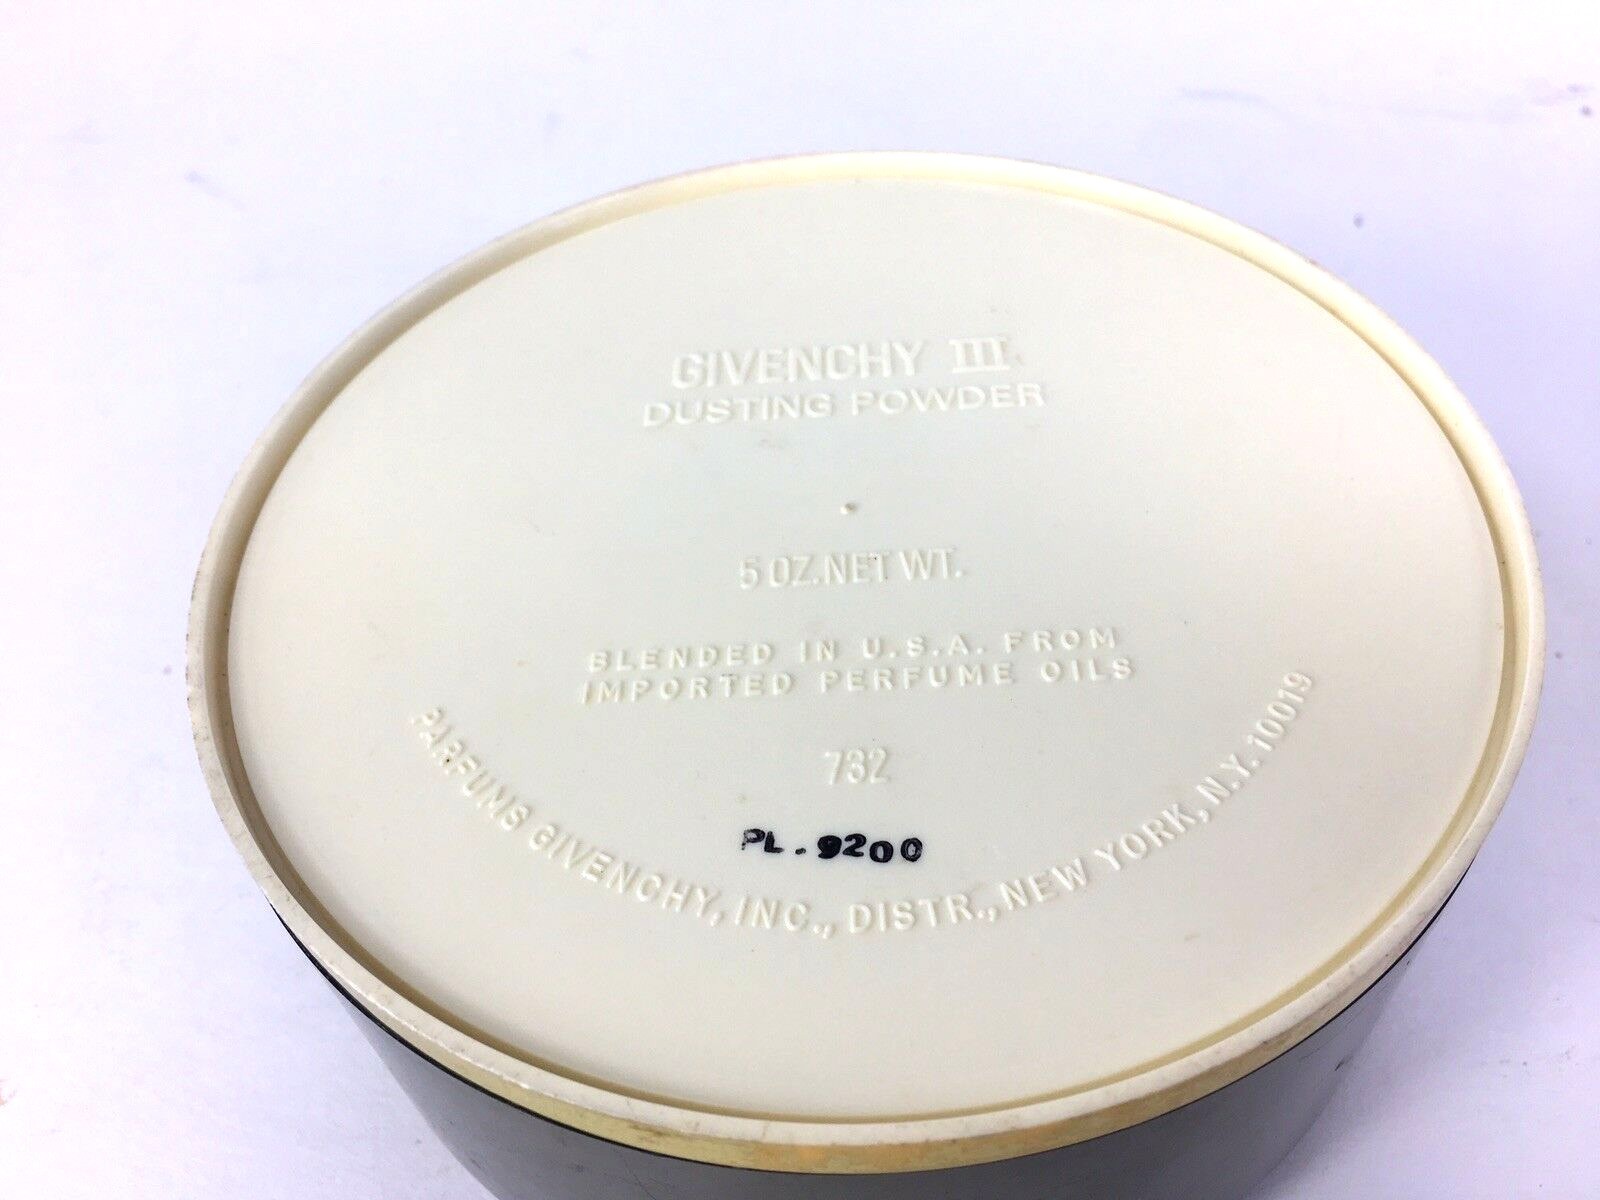 GIVENCHY III
DUSTING POWDER
5 OZ. NET WT.
BLENDED IN U.S.A. FROM
IMPORTED PERFUME OILS
732
PL. 9200
PARFUMS GIVENCHY, INC., DISTR., NEW YORK, N.Y. 10019